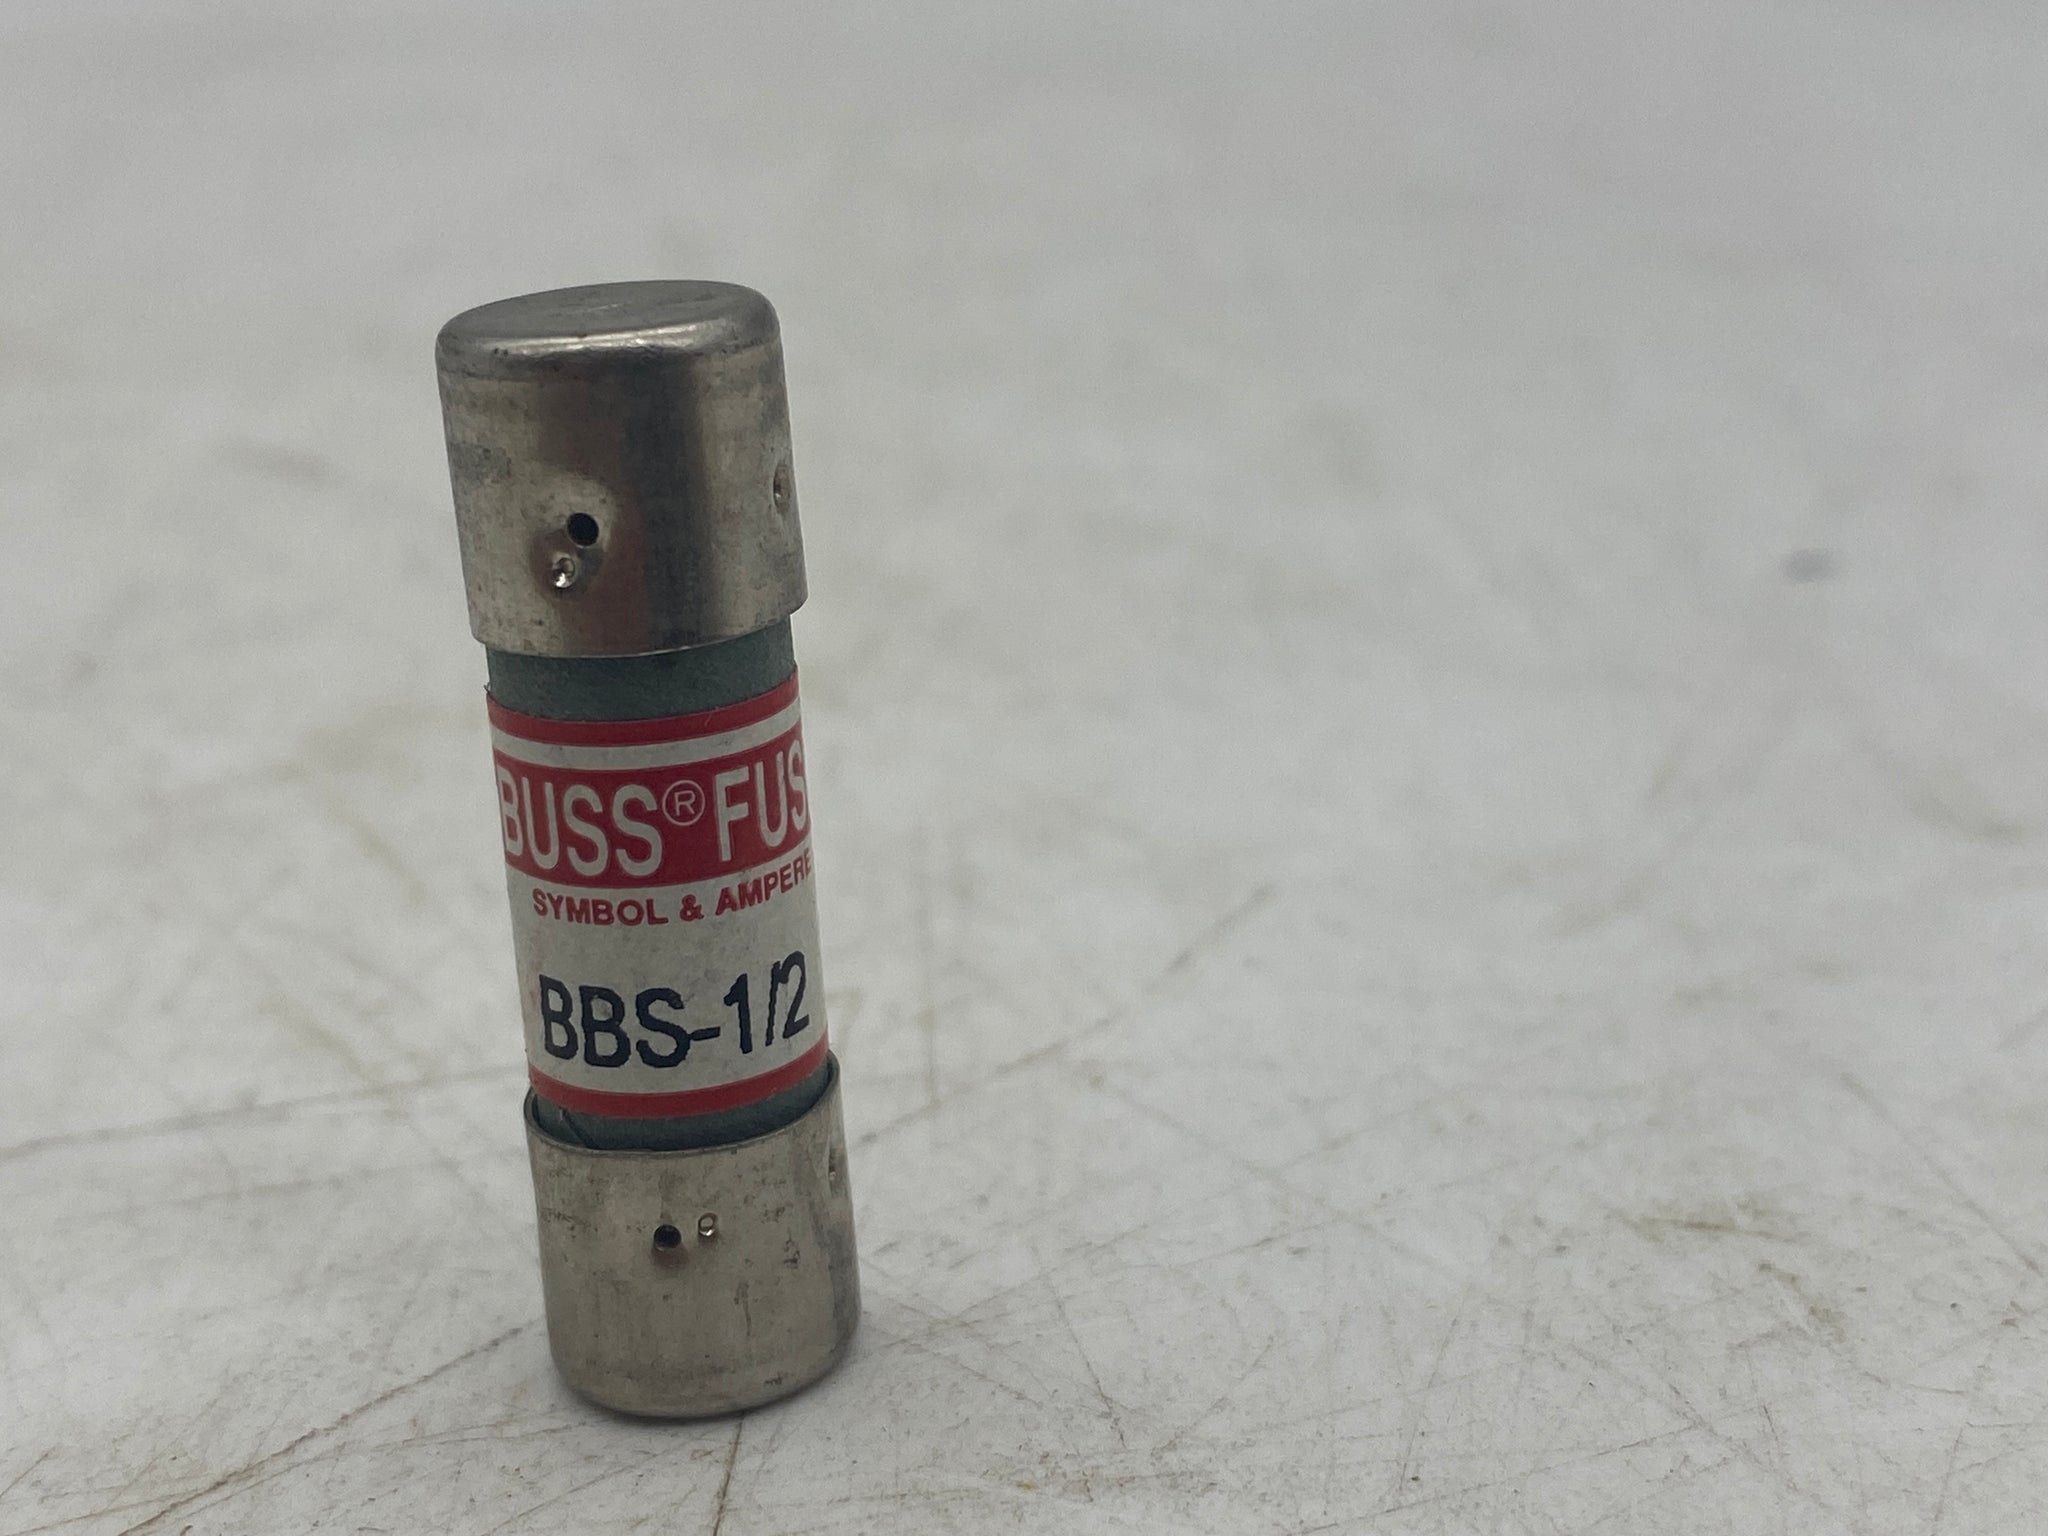 BUSS® FUS
SYMBOL & AMPERE
BBS-1/2